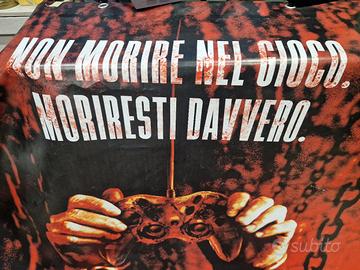 NON MORIRE NEL GIOCO.
MORIRESTI DAVVERO.
subito